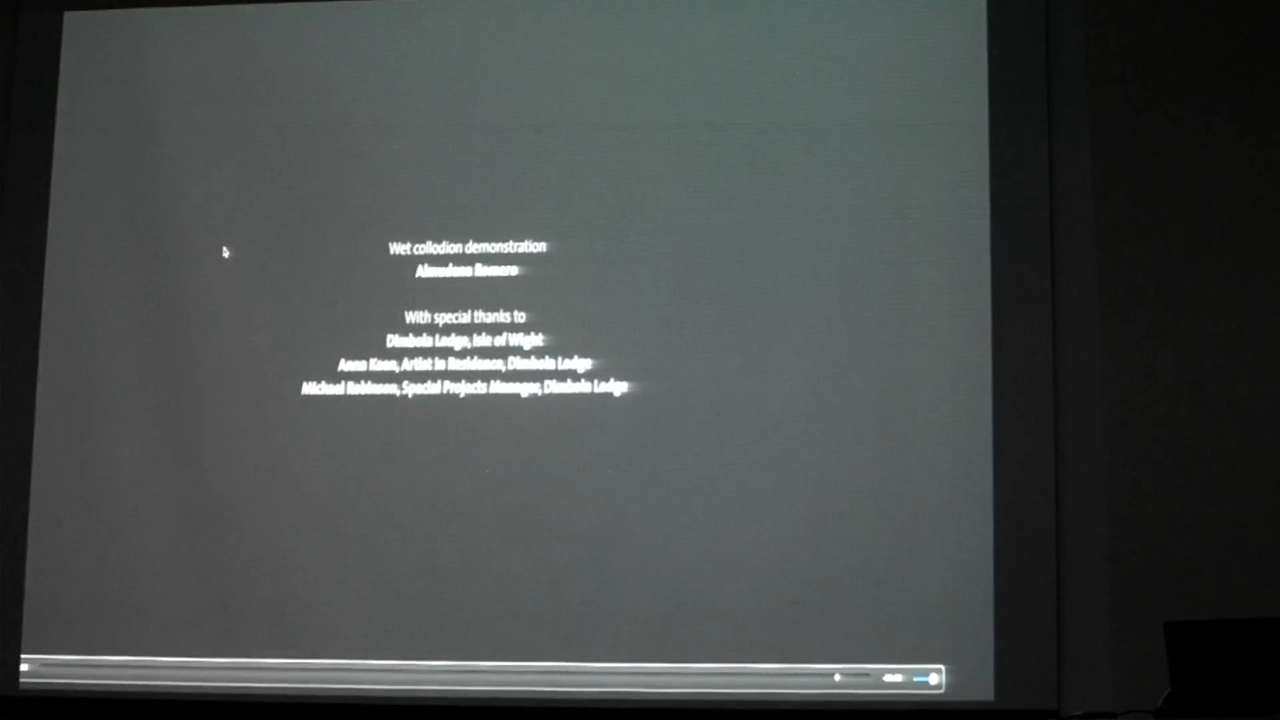 Wet collodion demonstration
Almudena Romero
With special thanks to
Dimbola Lodge, Isle of Wight
Anna Keen, Artist in Residence, Dimbola Lodge
Michael Robinson, Special Projects Manager, Dimbola Lodge